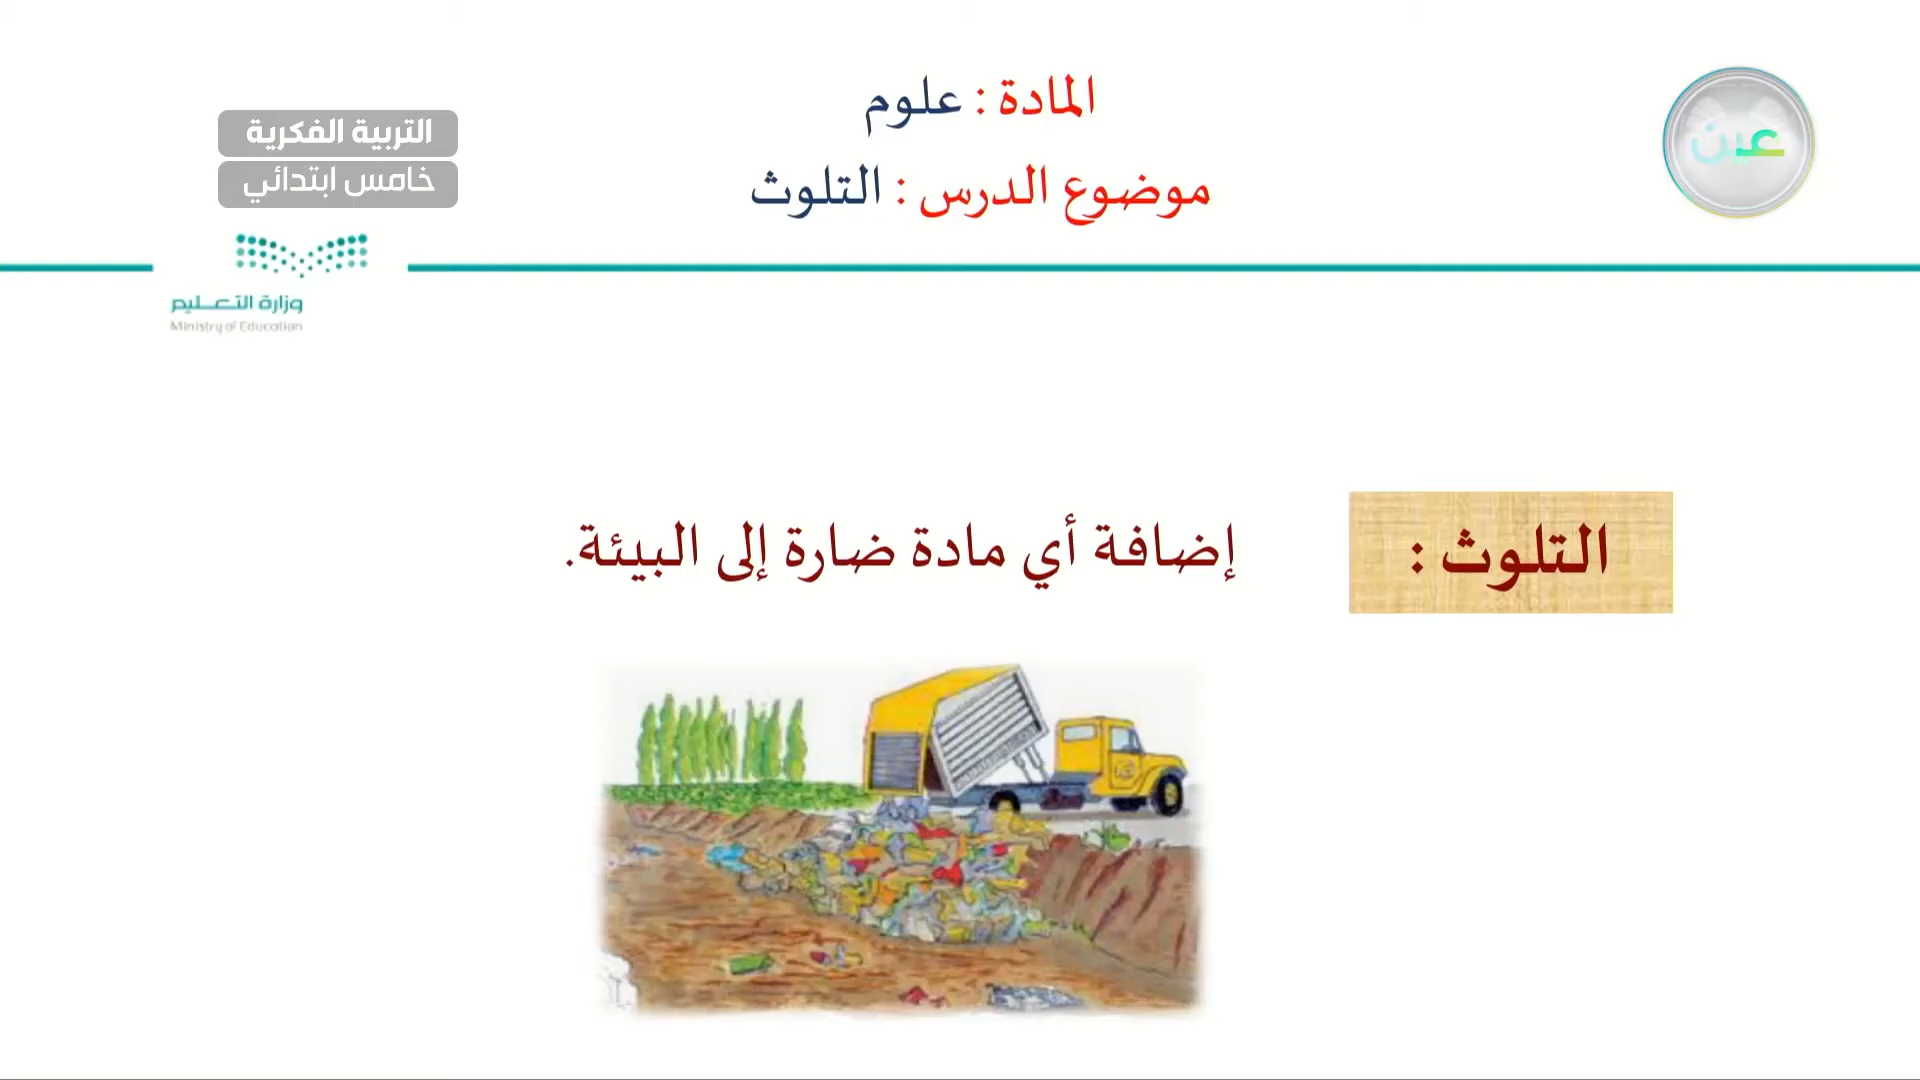 المادة : علوم
موضوع الدرس : التلوث
عين
التربية الفكرية
خامس ابتدائي
وزارة التعليم
Ministry of Education
التلوث :
إضافة أي مادة ضارة إلى البيئة.